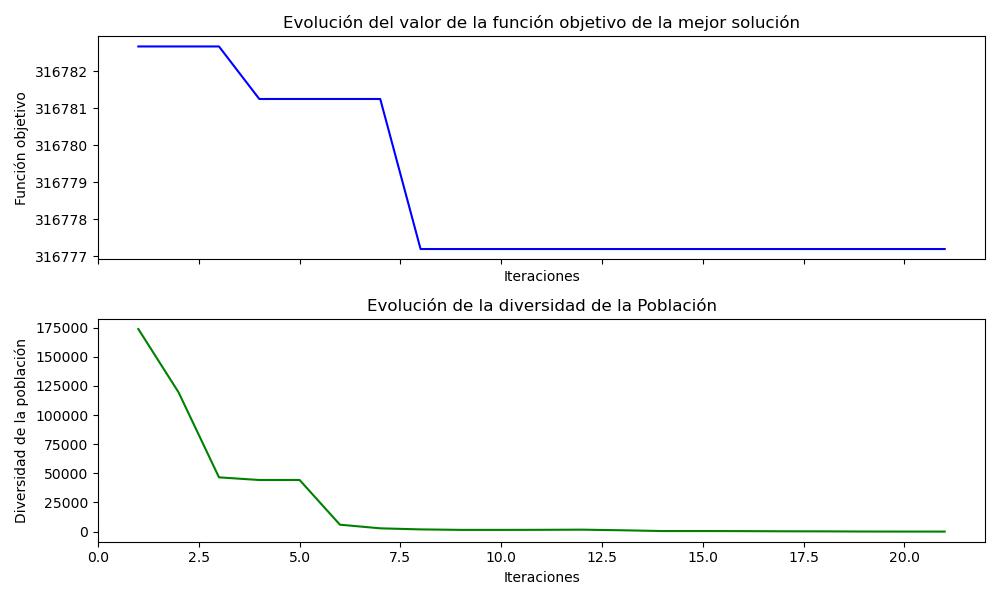 Evolución del valor de la función objetivo de la mejor solución
Función objetivo
316782
316781
316780
316779
316778
316777
Iteraciones
Evolución de la diversidad de la Población
Diversidad de la población
175000
150000
125000
100000
75000
50000
25000
0
0.0 2.5 5.0 7.5 10.0 12.5 15.0 17.5 20.0
Iteraciones